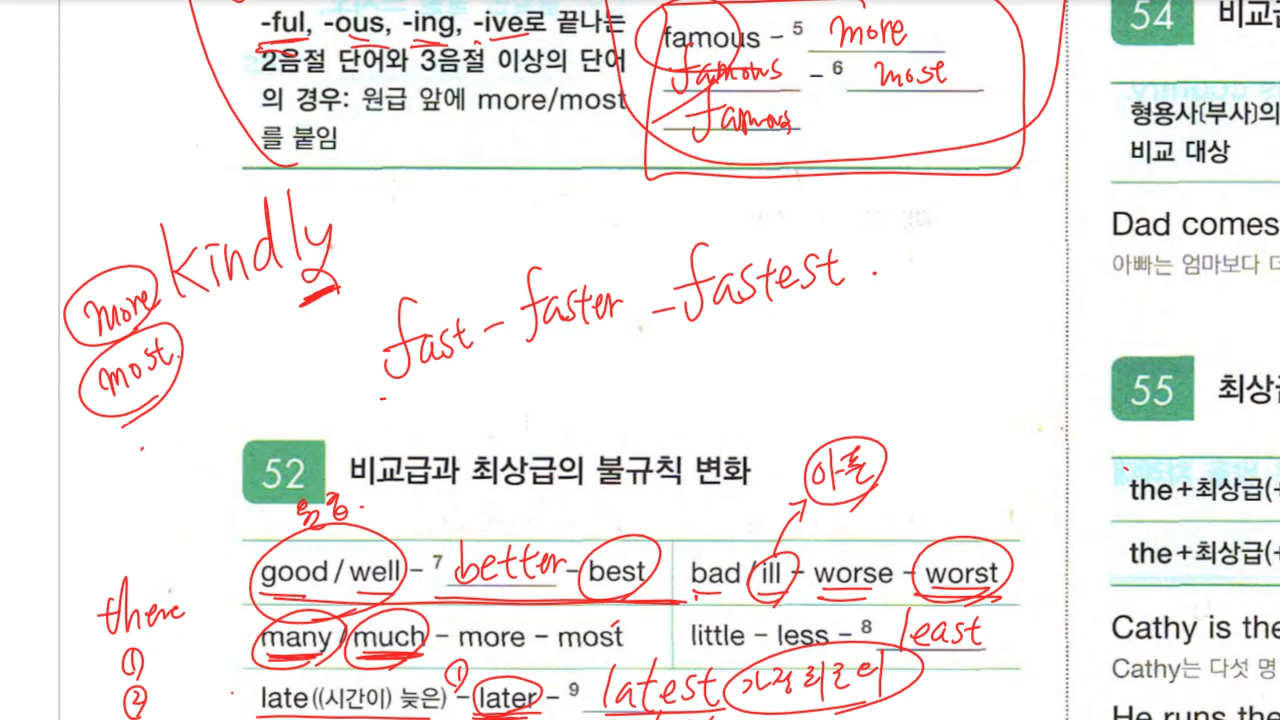 -ful, -ous, -ing, -ive로 끝나는
2음절 단어와 3음절 이상의 단어
의 경우: 원급 앞에 more/most
를 붙임
famous – 5 more
famous – 6 most
famous
kindly
more
most.
fast – faster – fastest.
52 비교급과 최상급의 불규칙 변화
아픈
good / well – 7 better – best
bad / ill – worse – worst
many / much – more – most
little – less – 8 least
late((시간이) 늦은) – ① later – 9 latest
there
①
②
54 비교급
형용사(부사)의
비교 대상
Dad comes
아빠는 엄마보다 더
55 최상급
the+최상급(+
the+최상급(+
Cathy is the
Cathy는 다섯 명
He runs the